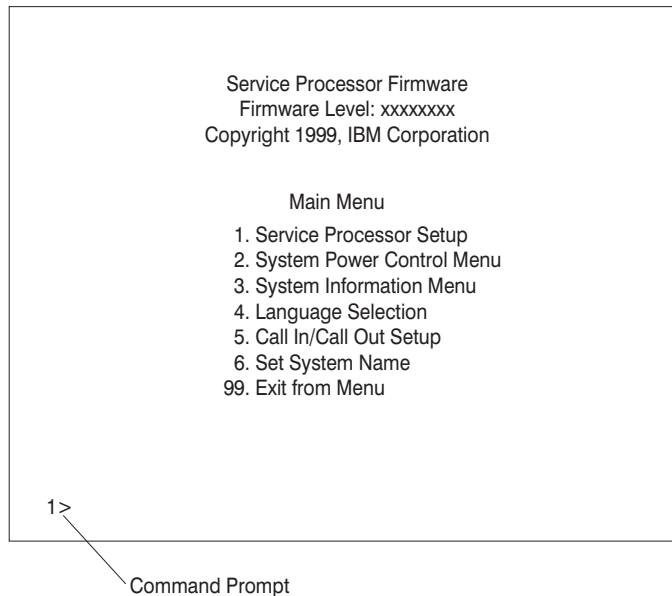 Service Processor Firmware
Firmware Level: xxxxxxxx
Copyright 1999, IBM Corporation
Main Menu
1. Service Processor Setup
2. System Power Control Menu
3. System Information Menu
4. Language Selection
5. Call In/Call Out Setup
6. Set System Name
99. Exit from Menu
1>
Command Prompt